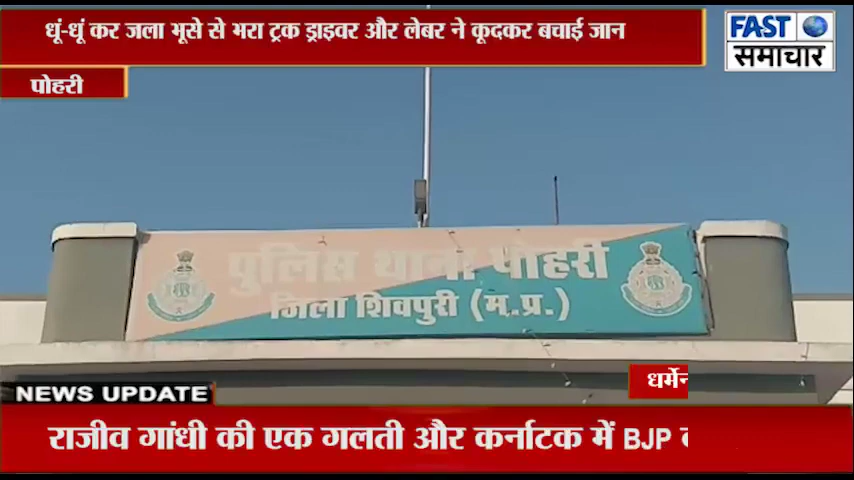 धूं-धूं कर जला भूसे से भरा ट्रक ड्राइवर और लेबर ने कूदकर बचाई जान
FAST
समाचार
पोहरी
पुलिस थाना पोहरी
जिला शिवपुरी (म.प्र.)
धर्मेन
NEWS UPDATE
राजीव गांधी की एक गलती और कर्नाटक में BJP